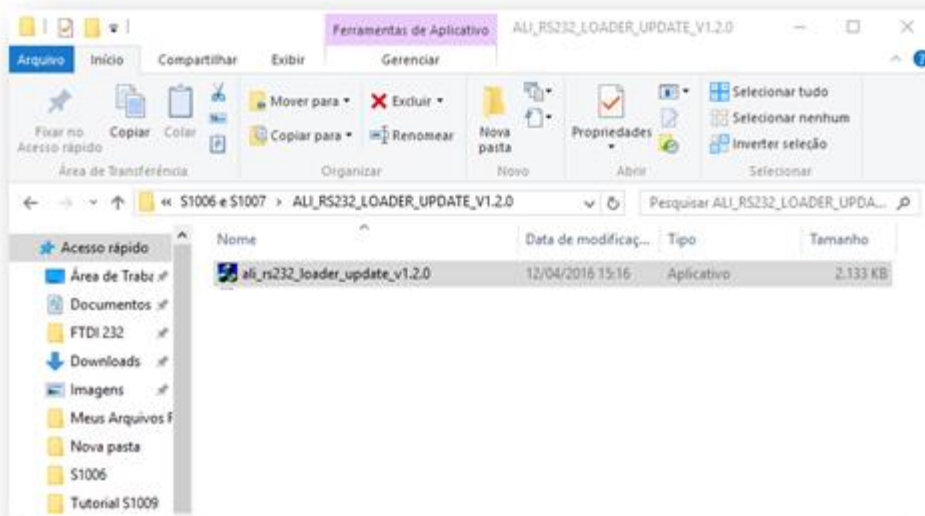 Ferramentas de Aplicativo
ALI_RS232_LOADER_UPDATE_V1.2.0
Arquivo
Início
Compartilhar
Exibir
Gerenciar
Fixar no Acesso rápido
Copiar
Colar
Mover para
Copiar para
Excluir
Renomear
Nova pasta
Propriedades
Selecionar tudo
Selecionar nenhum
Inverter seleção
Área de Transferência
Organizar
Novo
Abrir
Selecionar
« S1006 e S1007 › ALI_RS232_LOADER_UPDATE_V1.2.0
Pesquisar ALI_RS232_LOADER_UPDA...
Nome
Data de modificaç...
Tipo
Tamanho
ali_rs232_loader_update_v1.2.0
12/04/2016 15:16
Aplicativo
2.133 KB
Acesso rápido
Área de Traba
Documentos
FTDI 232
Downloads
Imagens
Meus Arquivos F
Nova pasta
S1006
Tutorial S1009